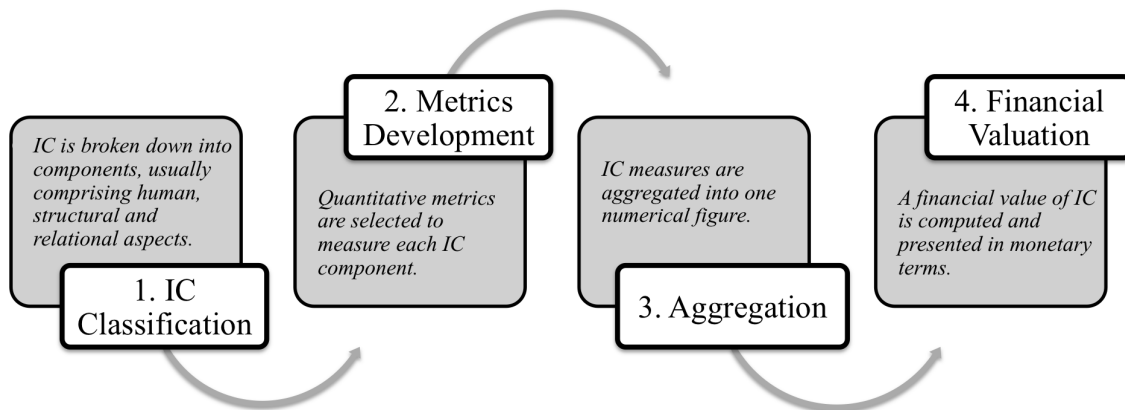 IC is broken down into
components, usually
comprising human,
structural and
relational aspects.
1. IC
Classification
2. Metrics
Development
Quantitative metrics
are selected to
measure each IC
component.
IC measures are
aggregated into one
numerical figure.
3. Aggregation
4. Financial
Valuation
A financial value of IC
is computed and
presented in monetary
terms.